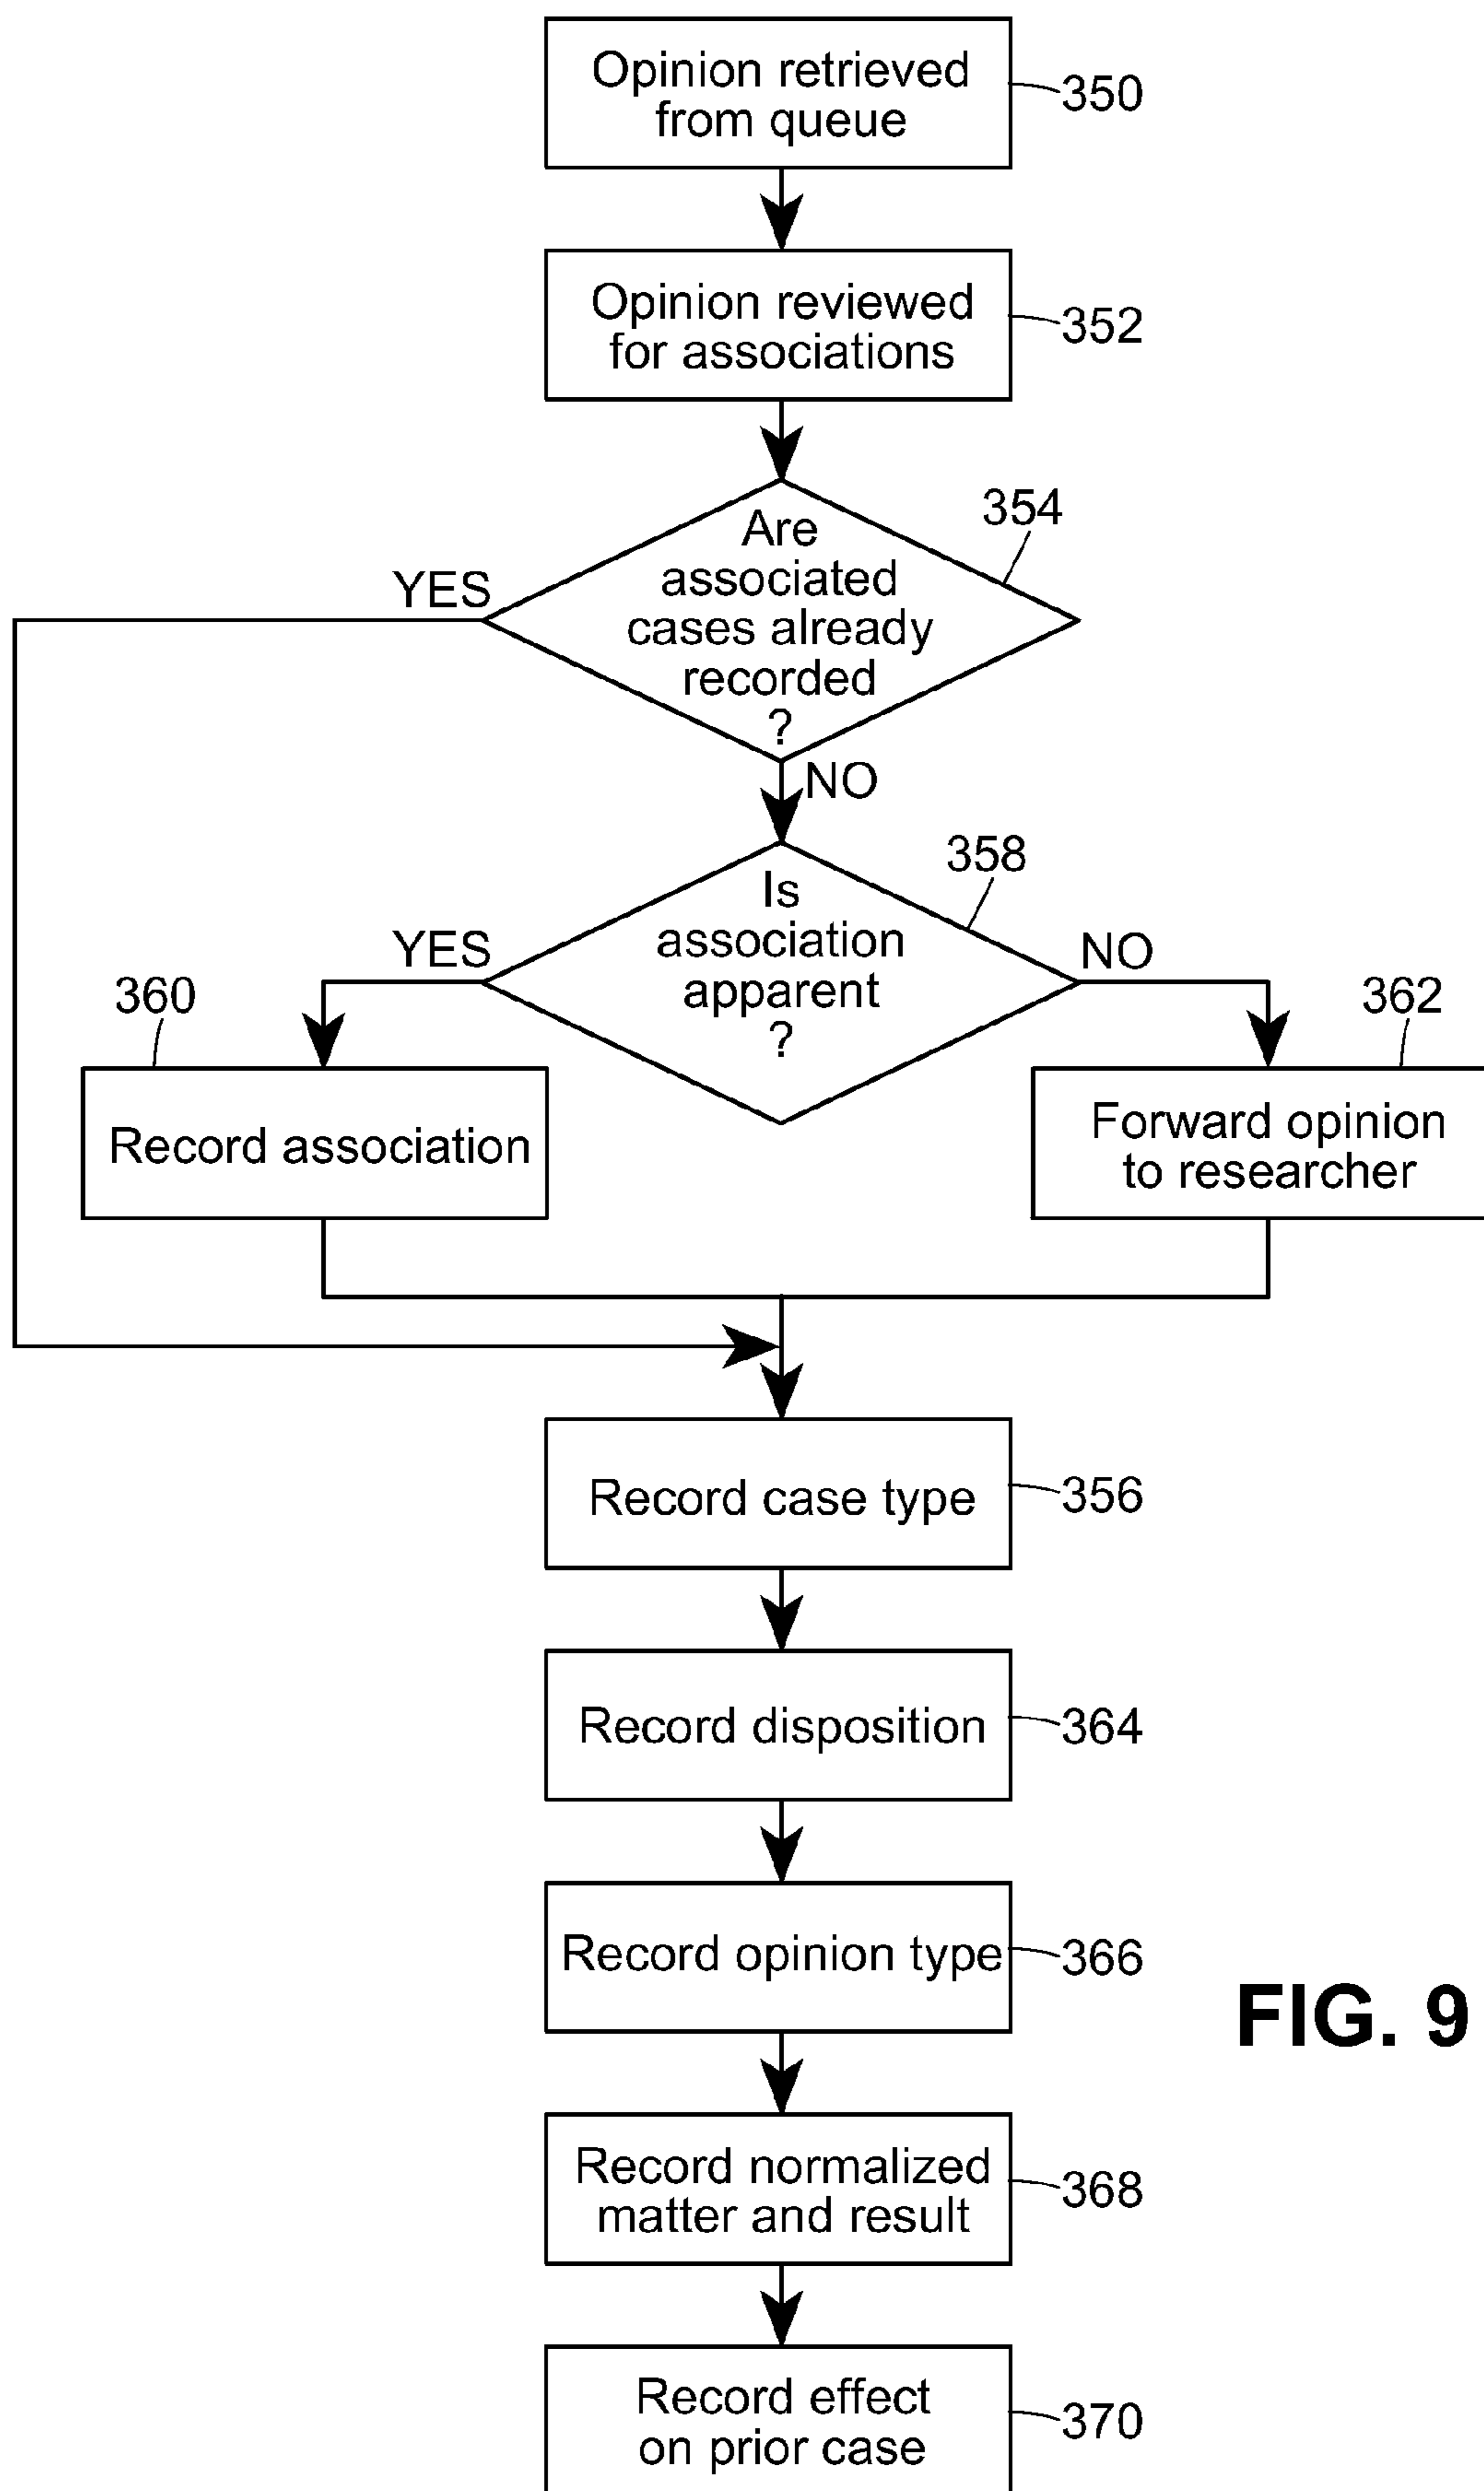 Opinion retrieved
from queue
350
Opinion reviewed
for associations
352
354
Are
associated
cases already
recorded
?
YES
NO
358
Is
association
apparent
?
YES
NO
360
362
Record association
Forward opinion
to researcher
Record case type
356
Record disposition
364
Record opinion type
366
FIG. 9
Record normalized
matter and result
368
Record effect
on prior case
370